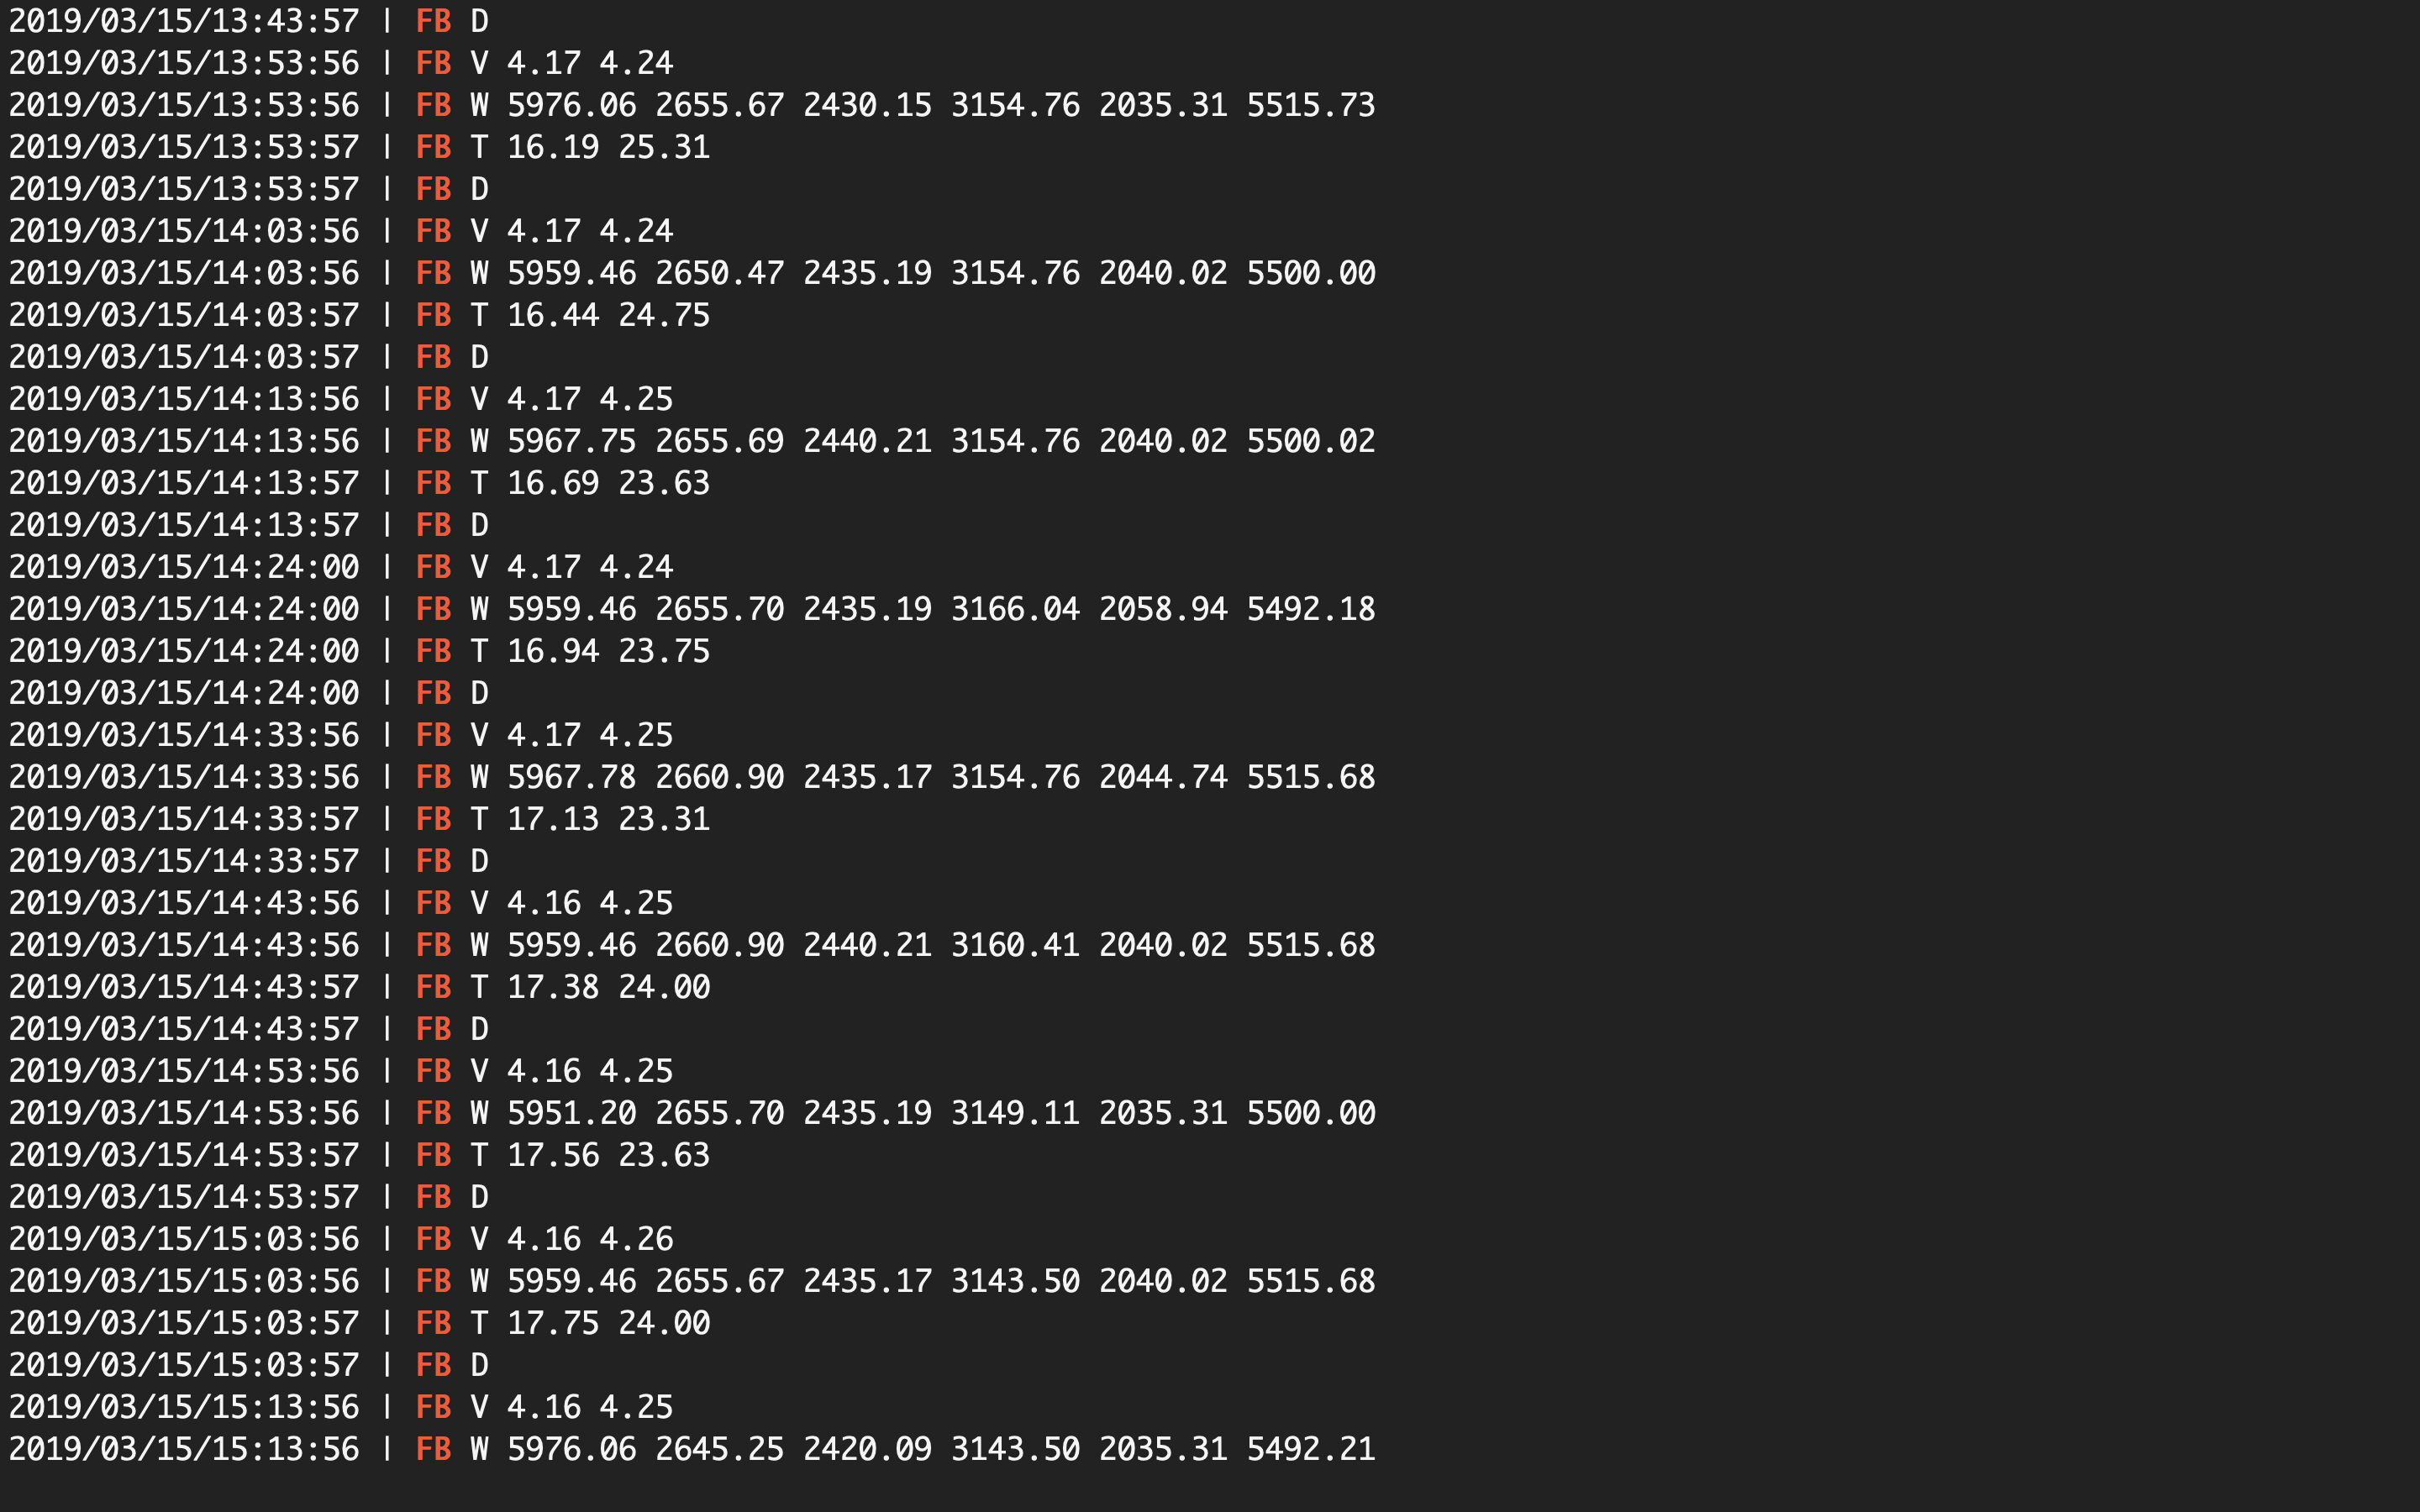 2019/03/15/13:43:57 | FB D
2019/03/15/13:53:56 | FB V 4.17 4.24
2019/03/15/13:53:56 | FB W 5976.06 2655.67 2430.15 3154.76 2035.31 5515.73
2019/03/15/13:53:57 | FB T 16.19 25.31
2019/03/15/13:53:57 | FB D
2019/03/15/14:03:56 | FB V 4.17 4.24
2019/03/15/14:03:56 | FB W 5959.46 2650.47 2435.19 3154.76 2040.02 5500.00
2019/03/15/14:03:57 | FB T 16.44 24.75
2019/03/15/14:03:57 | FB D
2019/03/15/14:13:56 | FB V 4.17 4.25
2019/03/15/14:13:56 | FB W 5967.75 2655.69 2440.21 3154.76 2040.02 5500.02
2019/03/15/14:13:57 | FB T 16.69 23.63
2019/03/15/14:13:57 | FB D
2019/03/15/14:24:00 | FB V 4.17 4.24
2019/03/15/14:24:00 | FB W 5959.46 2655.70 2435.19 3166.04 2058.94 5492.18
2019/03/15/14:24:00 | FB T 16.94 23.75
2019/03/15/14:24:00 | FB D
2019/03/15/14:33:56 | FB V 4.17 4.25
2019/03/15/14:33:56 | FB W 5967.78 2660.90 2435.17 3154.76 2044.74 5515.68
2019/03/15/14:33:57 | FB T 17.13 23.31
2019/03/15/14:33:57 | FB D
2019/03/15/14:43:56 | FB V 4.16 4.25
2019/03/15/14:43:56 | FB W 5959.46 2660.90 2440.21 3160.41 2040.02 5515.68
2019/03/15/14:43:57 | FB T 17.38 24.00
2019/03/15/14:43:57 | FB D
2019/03/15/14:53:56 | FB V 4.16 4.25
2019/03/15/14:53:56 | FB W 5951.20 2655.70 2435.19 3149.11 2035.31 5500.00
2019/03/15/14:53:57 | FB T 17.56 23.63
2019/03/15/14:53:57 | FB D
2019/03/15/15:03:56 | FB V 4.16 4.26
2019/03/15/15:03:56 | FB W 5959.46 2655.67 2435.17 3143.50 2040.02 5515.68
2019/03/15/15:03:57 | FB T 17.75 24.00
2019/03/15/15:03:57 | FB D
2019/03/15/15:13:56 | FB V 4.16 4.25
2019/03/15/15:13:56 | FB W 5976.06 2645.25 2420.09 3143.50 2035.31 5492.21